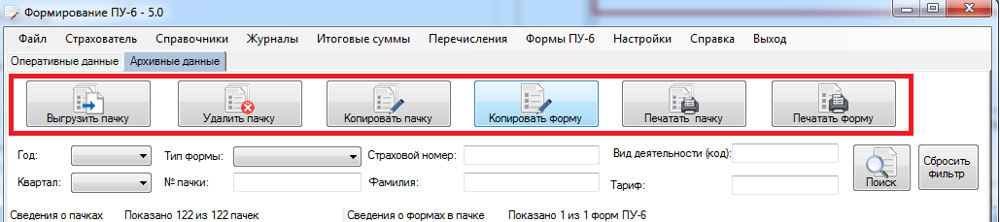 Формирование ПУ-6 - 5.0
Файл Страхователь Справочники Журналы Итоговые суммы Перечисления Формы ПУ-6 Настройки Справка Выход
Оперативные данные Архивные данные
Выгрузить пачку Удалить пачку Копировать пачку Копировать форму Печатать пачку Печатать форму
Год: Тип формы: Страховой номер: Вид деятельности (код):
Квартал: № пачки: Фамилия: Тариф:
Поиск
Сбросить
фильтр
Сведения о пачках Показано 122 из 122 пачек Сведения о формах в пачке Показано 1 из 1 форм ПУ-6